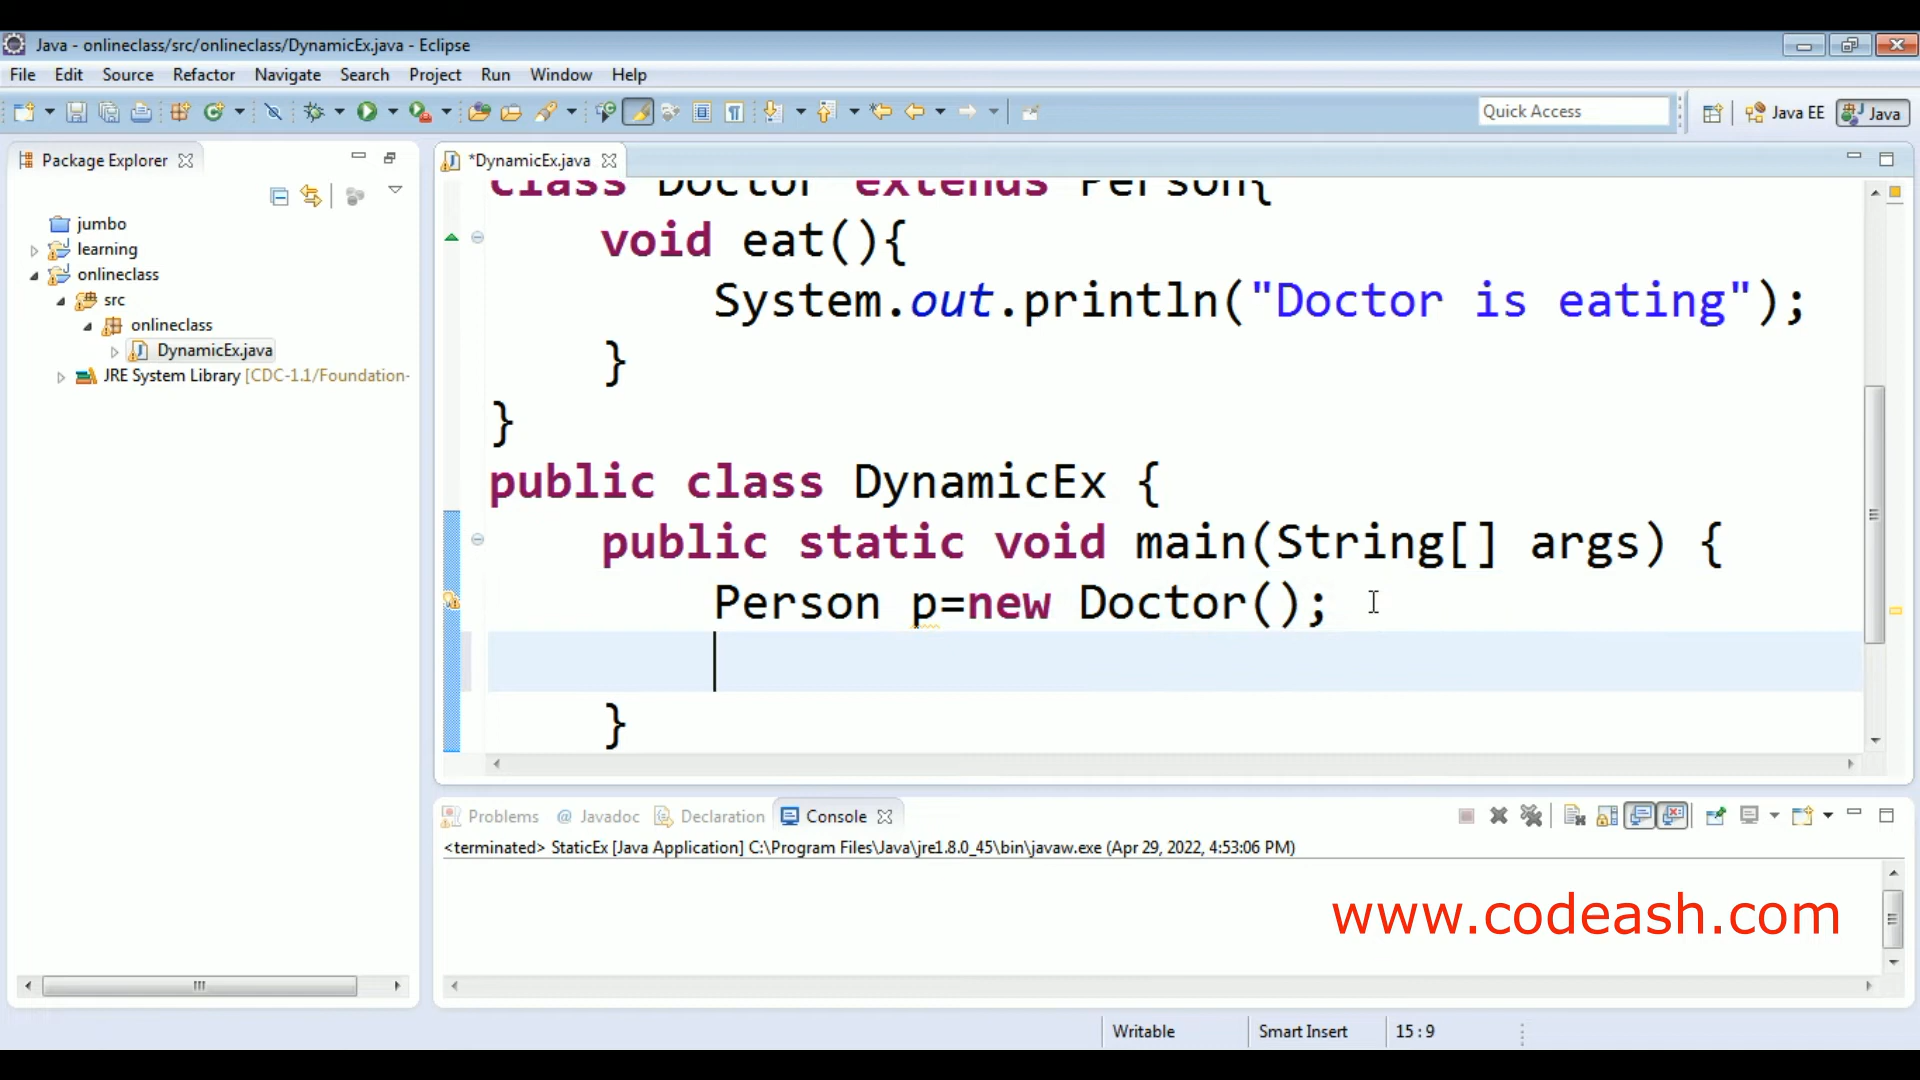 Java - onlineclass/src/onlineclass/DynamicEx.java - Eclipse
File Edit Source Refactor Navigate Search Project Run Window Help
Quick Access
Java EE
Java
Package Explorer
jumbo
learning
onlineclass
src
onlineclass
DynamicEx.java
JRE System Library [CDC-1.1/Foundation-
*DynamicEx.java
class Doctor extends Person{
void eat(){
System.out.println("Doctor is eating");
}
}
public class DynamicEx {
public static void main(String[] args) {
Person p=new Doctor();
}
Problems @ Javadoc Declaration Console
<terminated> StaticEx [Java Application] C:\Program Files\Java\jre1.8.0_45\bin\javaw.exe (Apr 29, 2022, 4:53:06 PM)
www.codeash.com
Writable Smart Insert 15 : 9